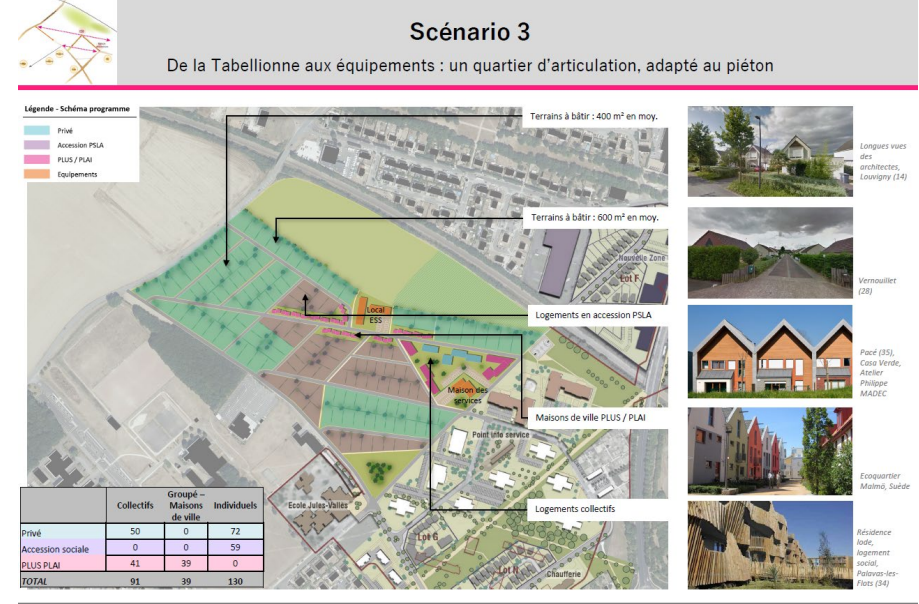 Scénario 3
De la Tabellionne aux équipements : un quartier d'articulation, adapté au piéton
Légende - Schéma programme
Privé
Accession PSLA
PLUS / PLAI
Equipements
Terrains à bâtir : 400 m² en moy.
Terrains à bâtir : 600 m² en moy.
Nouvelle Zone
Lot F
Local
ESS
Logements en accession PSLA
Maison des
services
Maisons de ville PLUS / PLAI
Point info service
Ecole Jules-Vallès
Logements collectifs
Lot G
Lot N
Chaufferie
Collectifs
Groupé –
Maisons
de ville
Individuels
Privé 50 0 72
Accession sociale 0 0 59
PLUS PLAI 41 39 0
TOTAL 91 39 130
Longues vues
des
architectes,
Louvigny (14)
Vernouillet
(28)
Pacé (35),
Casa Verde,
Atelier
Philippe
MADEC
Ecoquartier
Malmö, Suède
Résidence
Iode,
logement
social,
Palavas-les-
Flots (34)